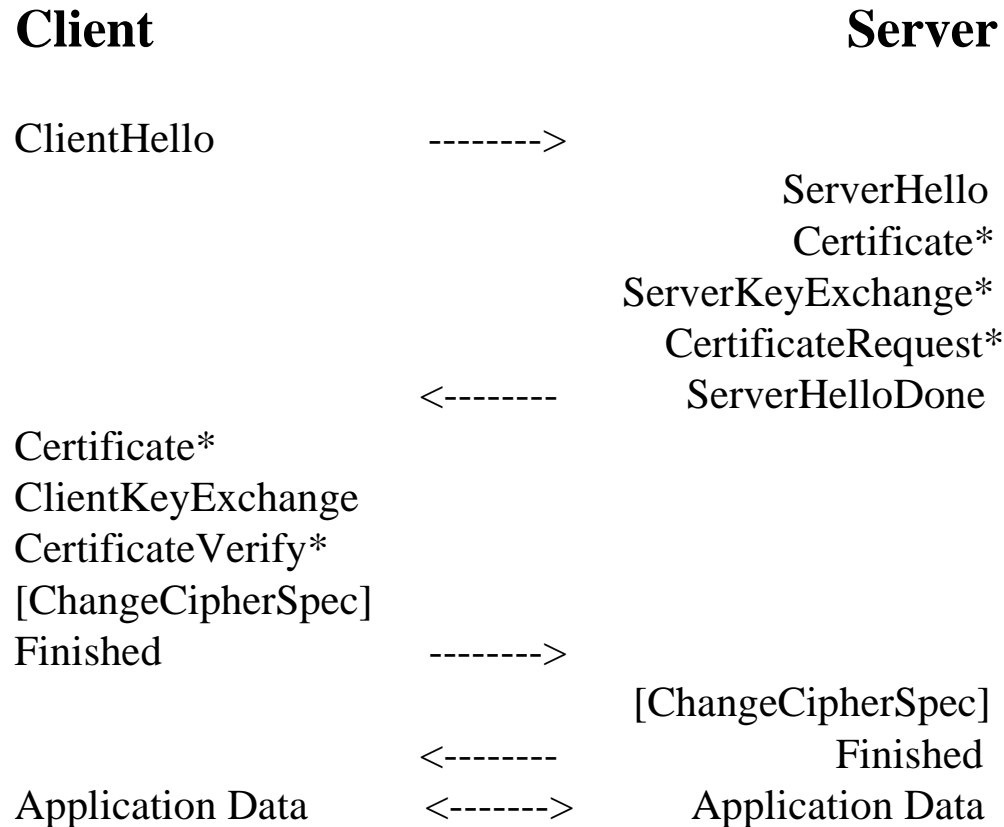 Client Server
ClientHello -------->
ServerHello
Certificate*
ServerKeyExchange*
CertificateRequest*
<-------- ServerHelloDone
Certificate*
ClientKeyExchange
CertificateVerify*
[ChangeCipherSpec]
Finished -------->
[ChangeCipherSpec]
<-------- Finished
Application Data <-------> Application Data